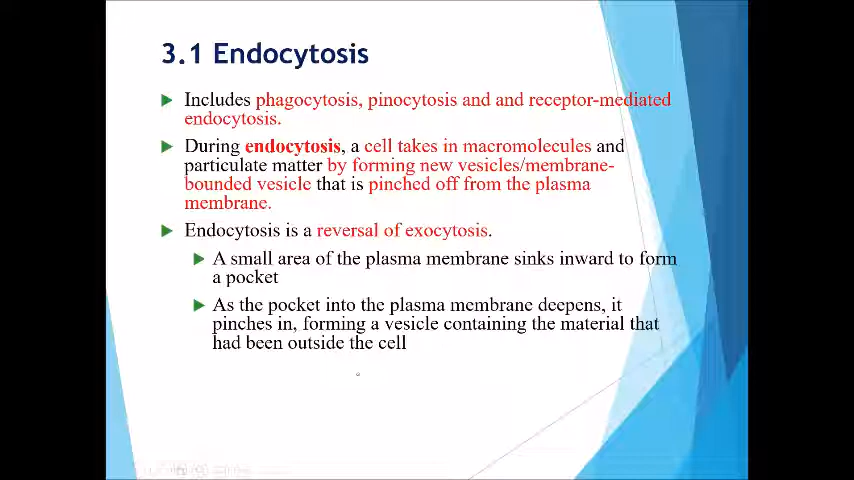 3.1 Endocytosis
Includes phagocytosis, pinocytosis and and receptor-mediated
endocytosis.
During endocytosis, a cell takes in macromolecules and
particulate matter by forming new vesicles/membrane-
bounded vesicle that is pinched off from the plasma
membrane.
Endocytosis is a reversal of exocytosis.
A small area of the plasma membrane sinks inward to form
a pocket
As the pocket into the plasma membrane deepens, it
pinches in, forming a vesicle containing the material that
had been outside the cell